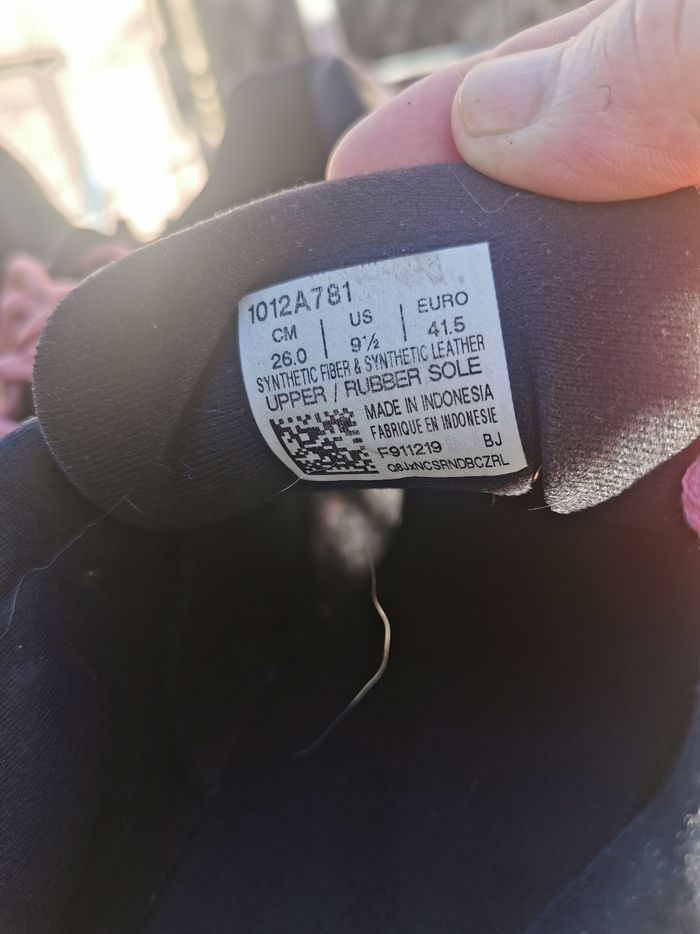 1012A781
CM | US | EURO
26.0 | 9½ | 41.5
SYNTHETIC FIBER & SYNTHETIC LEATHER
UPPER / RUBBER SOLE
MADE IN INDONESIA
FABRIQUE EN INDONESIE
F911219 BJ
Q8JxNCSRNDBCZRL